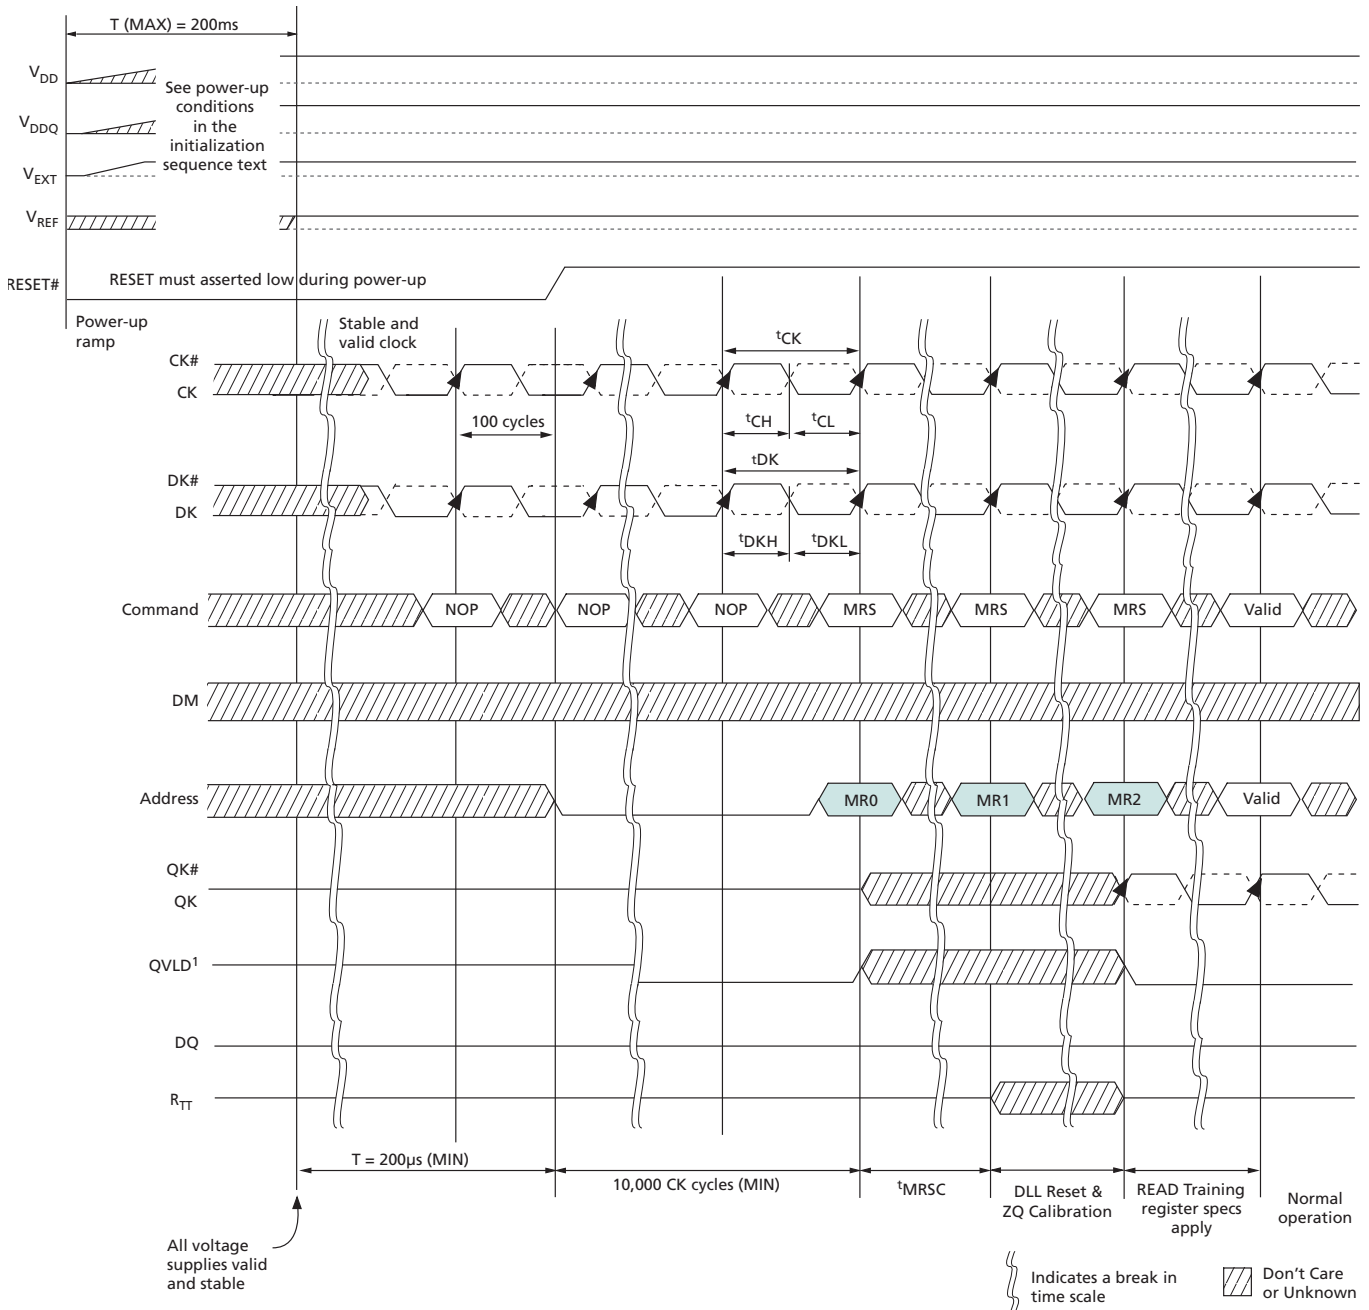 T (MAX) = 200ms
VDD
See power-up
conditions
in the
initialization
sequence text
VDDQ
VEXT
VREF
RESET#
RESET must asserted low during power-up
Power-up
ramp
Stable and
valid clock
tCK
CK#
CK
100 cycles
tCH
tCL
tDK
DK#
DK
tDKH
tDKL
Command
NOP
NOP
NOP
MRS
MRS
MRS
Valid
DM
Address
MR0
MR1
MR2
Valid
QK#
QK
QVLD1
DQ
RTT
T = 200µs (MIN)
10,000 CK cycles (MIN)
tMRSC
DLL Reset &
ZQ Calibration
READ Training
register specs
apply
Normal
operation
All voltage
supplies valid
and stable
Indicates a break in
time scale
Don't Care
or Unknown